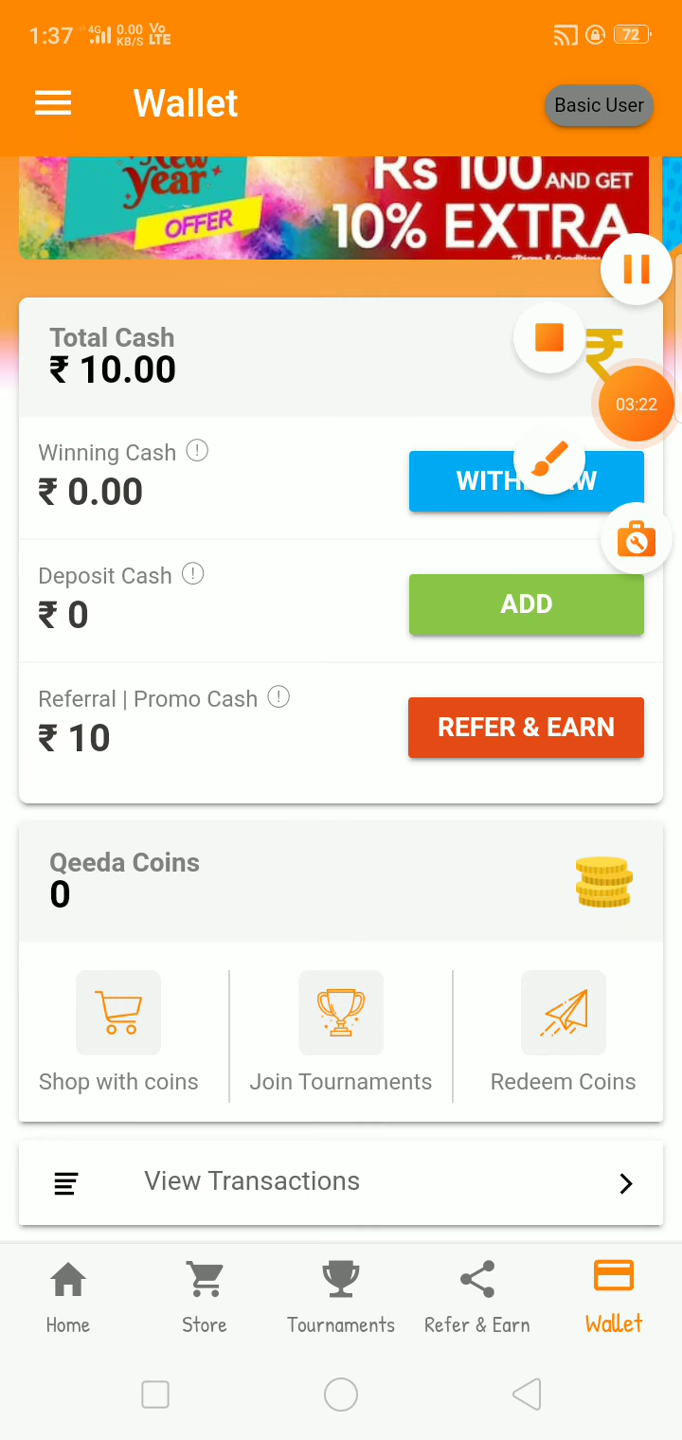 1:37 4G 0.00 KB/S Vo LTE 72
Wallet
Basic User
New
year
OFFER
Rs 100 AND GET
10% EXTRA
Total Cash
₹ 10.00
₹
03:22
Winning Cash
₹ 0.00
Deposit Cash
₹ 0
ADD
Referral | Promo Cash
₹ 10
REFER & EARN
Qeeda Coins
0
Shop with coins
Join Tournaments
Redeem Coins
View Transactions
Home
Store
Tournaments
Refer & Earn
Wallet